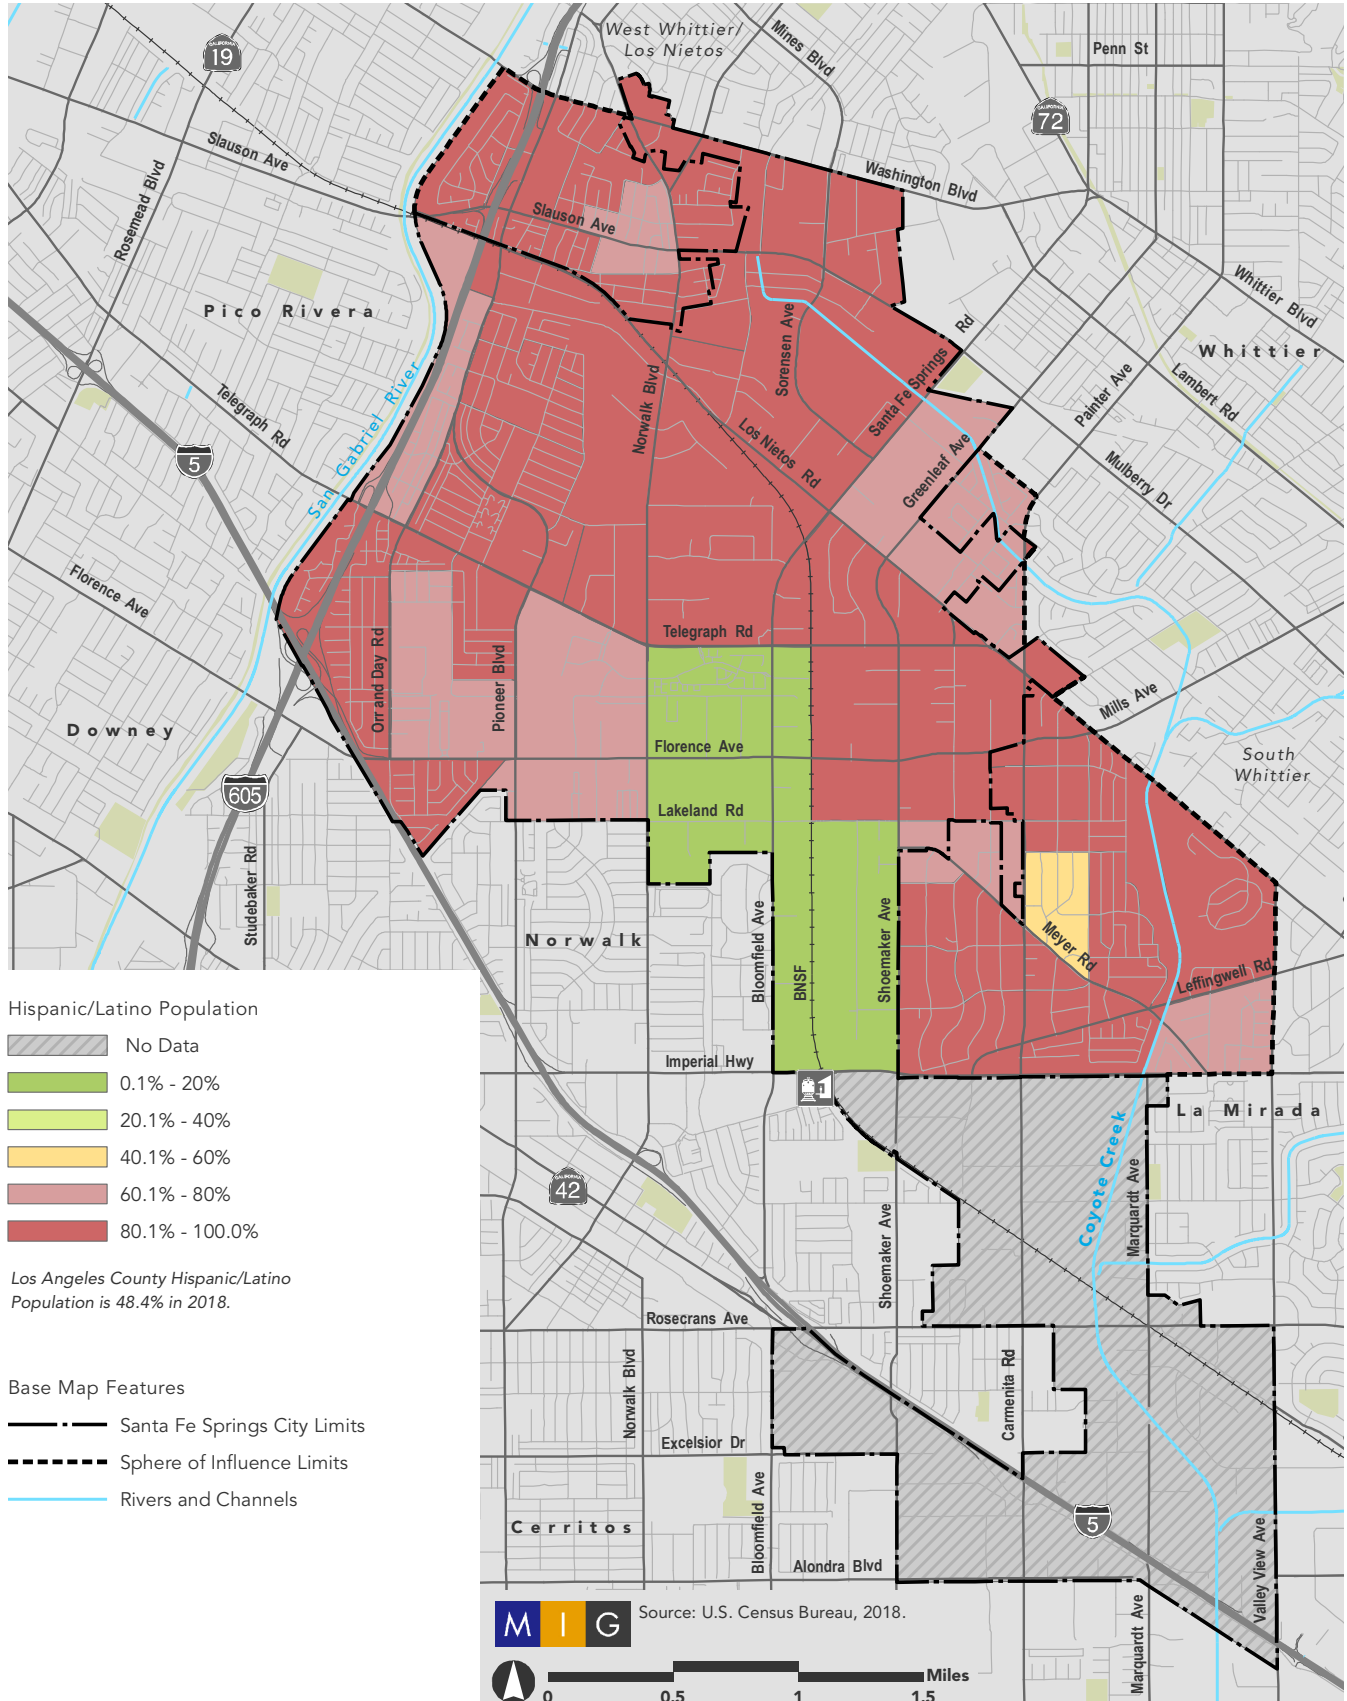 West Whittier/
Los Nietos
Mines Blvd
Penn St
CALIFORNIA
19
CALIFORNIA
72
Slauson Ave
Rosemead Blvd
Washington Blvd
Slauson Ave
Whittier Blvd
Pico Rivera
Whittier
Sorensen Ave
Santa Fe Springs Rd
Painter Ave
Lambert Rd
Telegraph Rd
San Gabriel River
Norwalk Blvd
Los Nietos Rd
Greenleaf Ave
Mulberry Dr
5
Florence Ave
Telegraph Rd
Orr and Day Rd
Pioneer Blvd
Mills Ave
Downey
Florence Ave
South
Whittier
605
Lakeland Rd
Studebaker Rd
Norwalk
Bloomfield Ave
BNSF
Shoemaker Ave
Meyer Rd
Leffingwell Rd
Imperial Hwy
La Mirada
Hispanic/Latino Population
No Data
0.1% - 20%
20.1% - 40%
40.1% - 60%
60.1% - 80%
80.1% - 100.0%
Los Angeles County Hispanic/Latino
Population is 48.4% in 2018.
CALIFORNIA
42
Coyote Creek
Marquardt Ave
Shoemaker Ave
Rosecrans Ave
Norwalk Blvd
Carmenita Rd
Base Map Features
Santa Fe Springs City Limits
Sphere of Influence Limits
Rivers and Channels
Excelsior Dr
Bloomfield Ave
Cerritos
5
Valley View Ave
Alondra Blvd
Marquardt Ave
MIG
Source: U.S. Census Bureau, 2018.
Miles
0 0.5 1 1.5